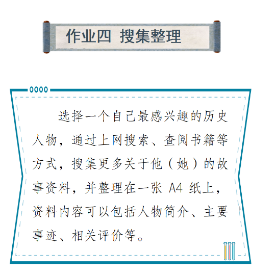 作业四 搜集整理
选择一个自己最感兴趣的历史
人物，通过上网搜索、查阅书籍等
方式，搜集更多关于他（她）的故
事资料，并整理在一张 A4 纸上，
资料内容可以包括人物简介、主要
事迹、相关评价等。